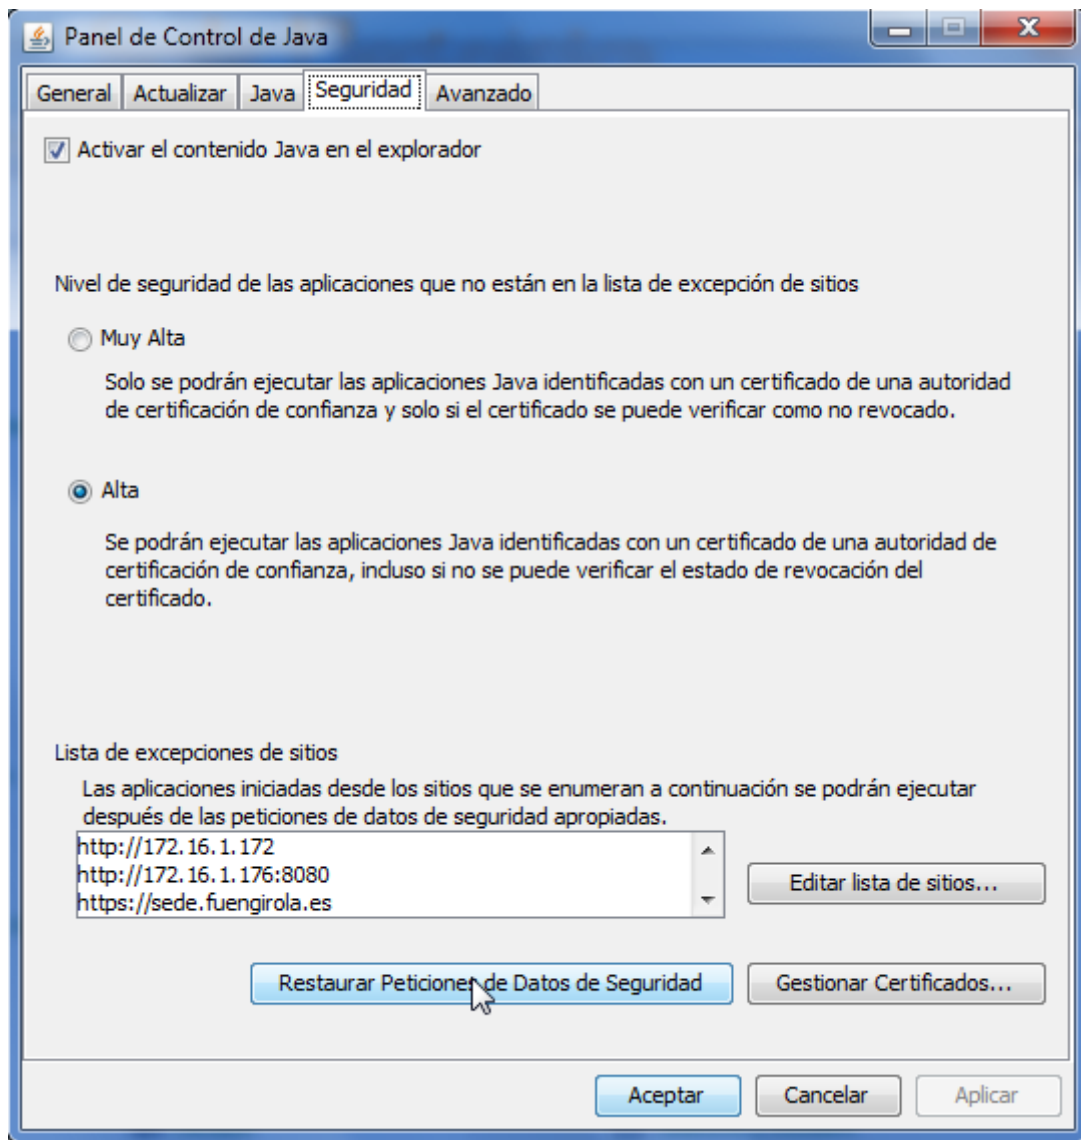 Panel de Control de Java
General Actualizar Java Seguridad Avanzado
Activar el contenido Java en el explorador
Nivel de seguridad de las aplicaciones que no están en la lista de excepción de sitios
Muy Alta
Solo se podrán ejecutar las aplicaciones Java identificadas con un certificado de una autoridad
de certificación de confianza y solo si el certificado se puede verificar como no revocado.
Alta
Se podrán ejecutar las aplicaciones Java identificadas con un certificado de una autoridad de
certificación de confianza, incluso si no se puede verificar el estado de revocación del
certificado.
Lista de excepciones de sitios
Las aplicaciones iniciadas desde los sitios que se enumeran a continuación se podrán ejecutar
después de las peticiones de datos de seguridad apropiadas.
http://172.16.1.172
http://172.16.1.176:8080
https://sede.fuengirola.es
Editar lista de sitios...
Restaurar Peticiones de Datos de Seguridad Gestionar Certificados...
Aceptar Cancelar Aplicar